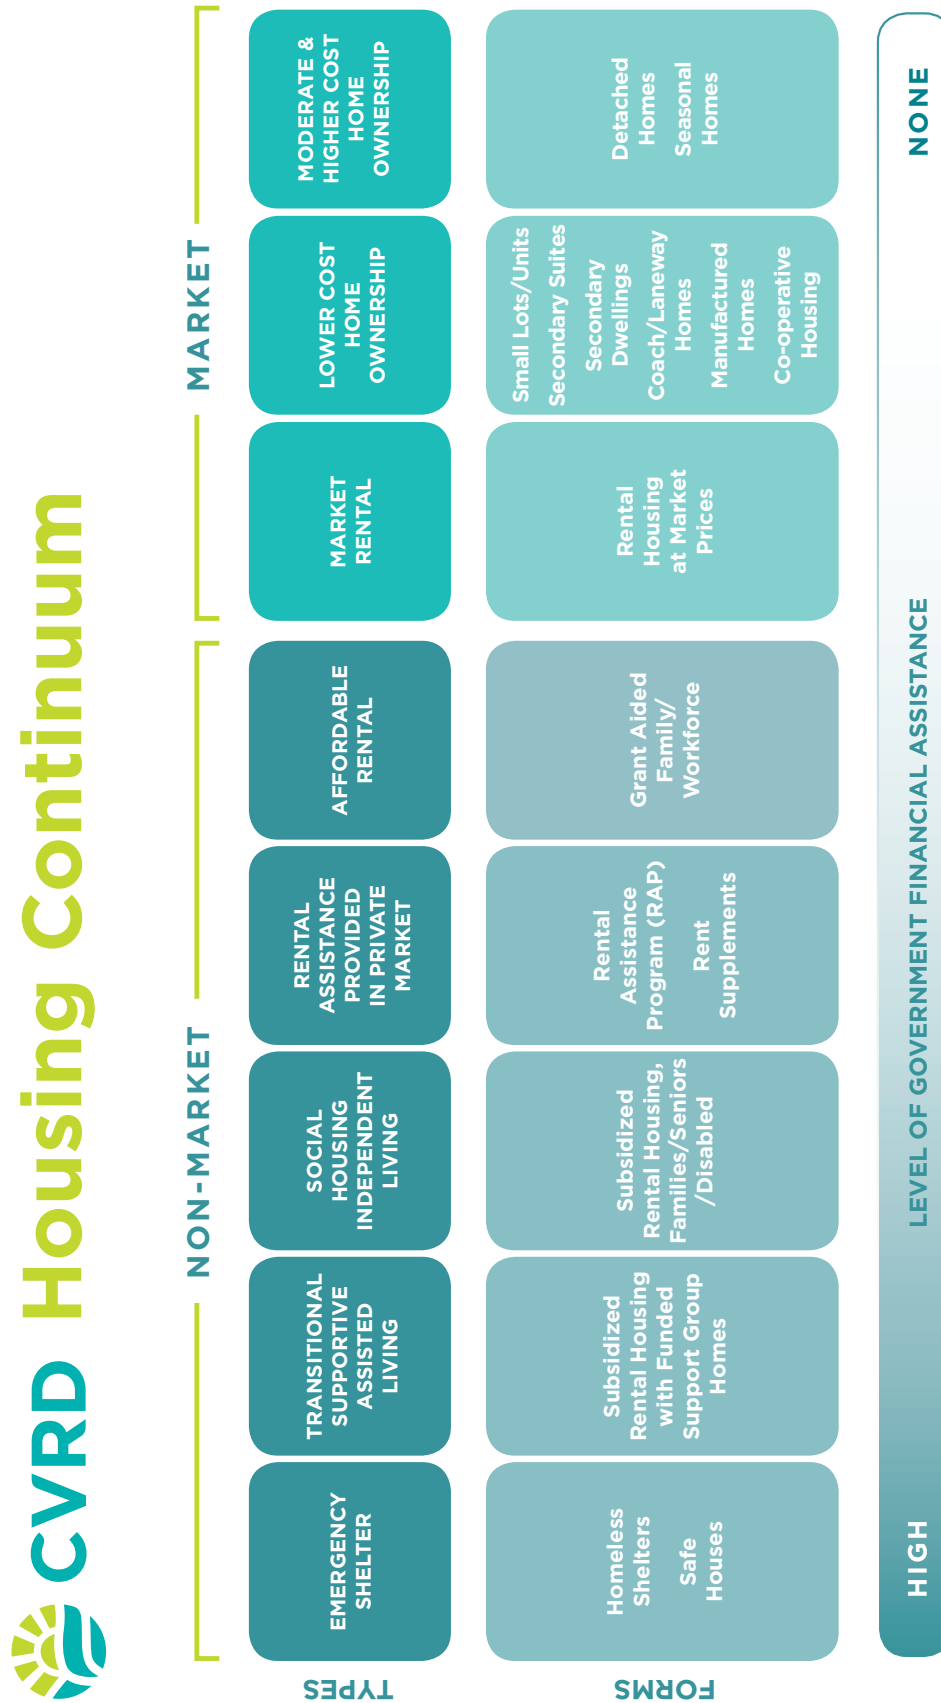 CVRD Housing Continuum
NON-MARKET
MARKET
TYPES
EMERGENCY
SHELTER
TRANSITIONAL
SUPPORTIVE
ASSISTED
LIVING
SOCIAL
HOUSING
INDEPENDENT
LIVING
RENTAL
ASSISTANCE
PROVIDED
IN PRIVATE
MARKET
AFFORDABLE
RENTAL
MARKET
RENTAL
LOWER COST
HOME
OWNERSHIP
MODERATE &
HIGHER COST
HOME
OWNERSHIP
FORMS
Homeless
Shelters
Safe
Houses
Subsidized
Rental Housing
with Funded
Support Group
Homes
Subsidized
Rental Housing,
Families/Seniors
/Disabled
Rental
Assistance
Program (RAP)
Rent
Supplements
Grant Aided
Family/
Workforce
Rental
Housing
at Market
Prices
Small Lots/Units
Secondary Suites
Secondary
Dwellings
Coach/Laneway
Homes
Manufactured
Homes
Co-operative
Housing
Detached
Homes
Seasonal
Homes
HIGH
LEVEL OF GOVERNMENT FINANCIAL ASSISTANCE
NONE